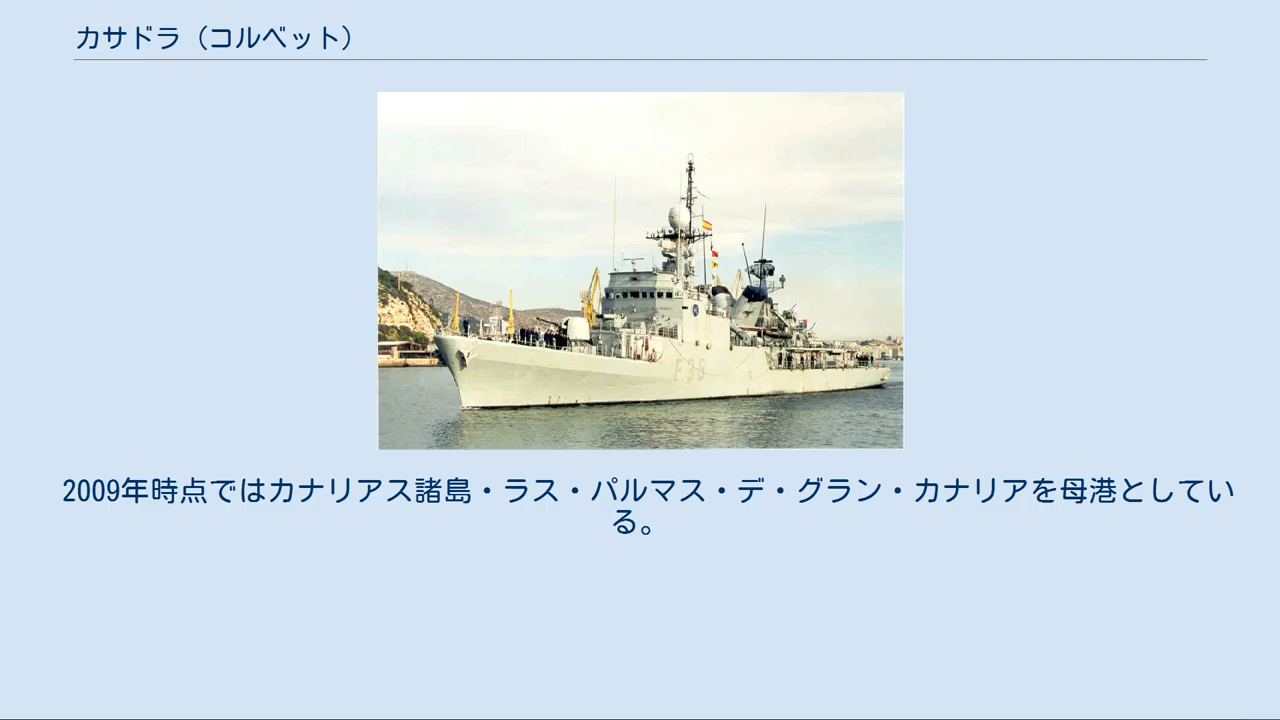 カサドラ（コルベット）
F35
2009年時点ではカナリアス諸島・ラス・パルマス・デ・グラン・カナリアを母港としてい
る。